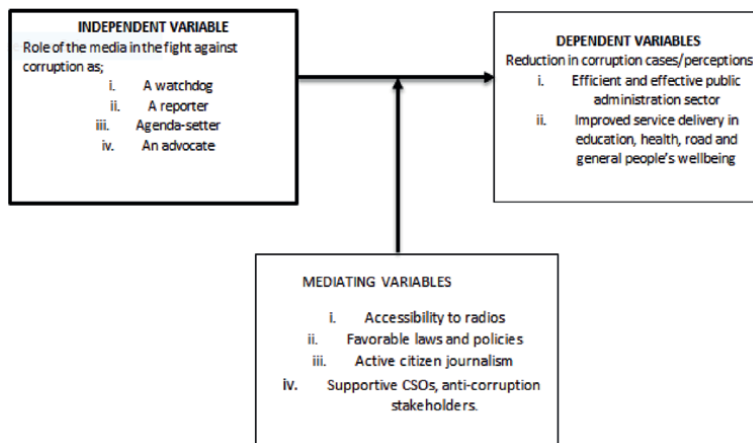 INDEPENDENT VARIABLE
Role of the media in the fight against
corruption as;
i. A watchdog
ii. A reporter
iii. Agenda-setter
iv. An advocate
DEPENDENT VARIABLES
Reduction in corruption cases/perceptions
i. Efficient and effective public
administration sector
ii. Improved service delivery in
education, health, road and
general people's wellbeing
MEDIATING VARIABLES
i. Accessibility to radios
ii. Favorable laws and policies
iii. Active citizen journalism
iv. Supportive CSOs, anti-corruption
stakeholders.